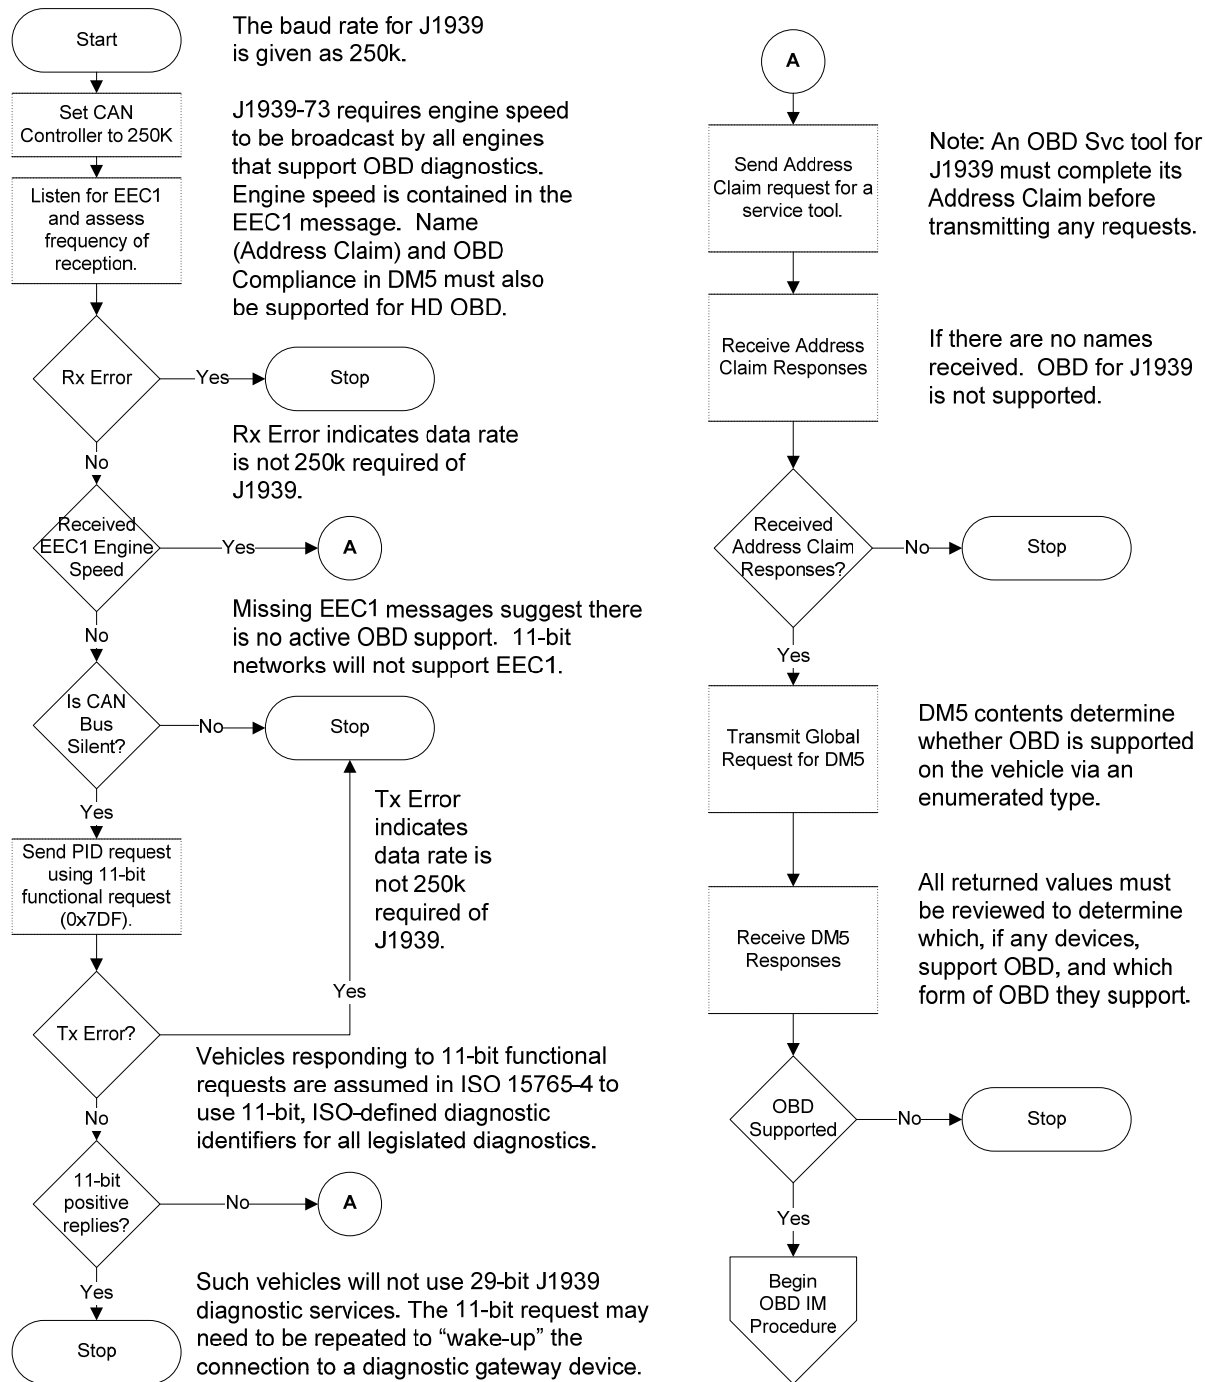 Start
The baud rate for J1939
is given as 250k.
Set CAN
Controller to 250K
J1939-73 requires engine speed
to be broadcast by all engines
that support OBD diagnostics.
Engine speed is contained in the
EEC1 message.  Name
(Address Claim) and OBD
Compliance in DM5 must also
be supported for HD OBD.
Listen for EEC1
and assess
frequency of
reception.
Rx Error
Yes
Stop
Rx Error indicates data rate
is not 250k required of
J1939.
No
Received
EEC1 Engine
Speed
Yes
A
Missing EEC1 messages suggest there
is no active OBD support.  11-bit
networks will not support EEC1.
No
Is CAN
Bus
Silent?
No
Stop
Yes
Tx Error
indicates
data rate is
not 250k
required of
J1939.
Send PID request
using 11-bit
functional request
(0x7DF).
Yes
Tx Error?
Vehicles responding to 11-bit functional
requests are assumed in ISO 15765-4 to
use 11-bit, ISO-defined diagnostic
identifiers for all legislated diagnostics.
No
11-bit
positive
replies?
No
A
Yes
Such vehicles will not use 29-bit J1939
diagnostic services. The 11-bit request may
need to be repeated to “wake-up” the
connection to a diagnostic gateway device.
Stop
A
Send Address
Claim request for a
service tool.
Note: An OBD Svc tool for
J1939 must complete its
Address Claim before
transmitting any requests.
Receive Address
Claim Responses
If there are no names
received.  OBD for J1939
is not supported.
Received
Address Claim
Responses?
No
Stop
Yes
Transmit Global
Request for DM5
DM5 contents determine
whether OBD is supported
on the vehicle via an
enumerated type.
Receive DM5
Responses
All returned values must
be reviewed to determine
which, if any devices,
support OBD, and which
form of OBD they support.
OBD
Supported
No
Stop
Yes
Begin
OBD IM
Procedure